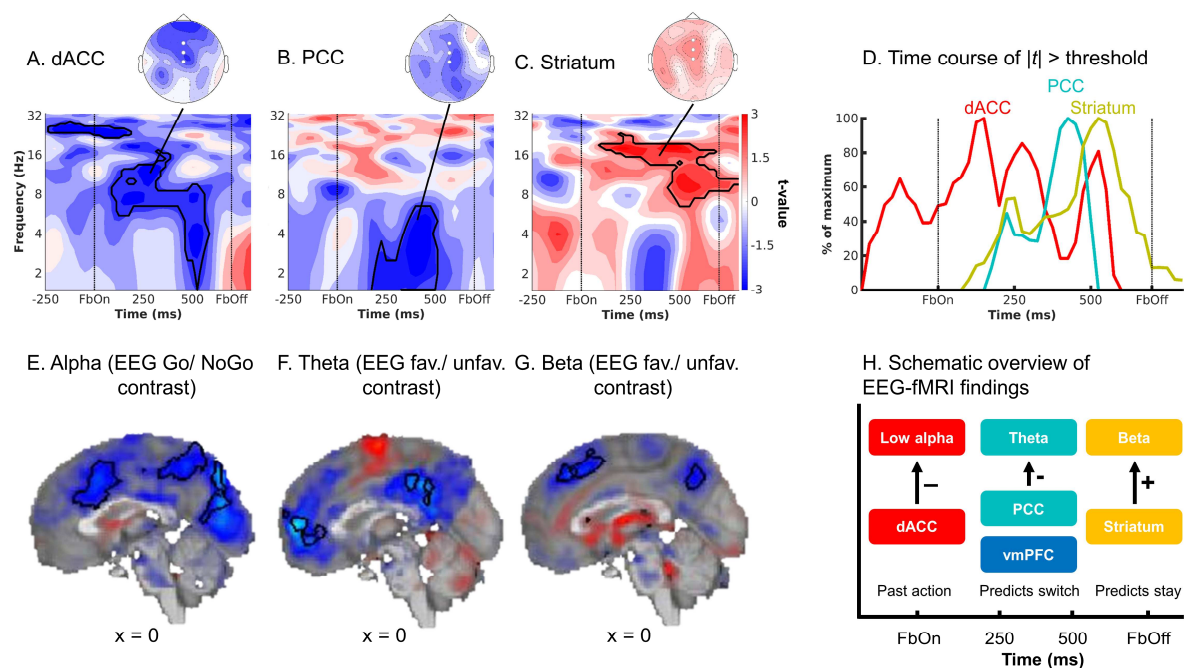 A. dACC
B. PCC
C. Striatum
D. Time course of |t| > threshold
PCC
dACC
Striatum
Frequency (Hz)
32
16
8
4
2
-250 FbOn 250 500 FbOff
Time (ms)
32
16
8
4
2
-250 FbOn 250 500 FbOff
Time (ms)
32
16
8
4
2
-250 FbOn 250 500 FbOff
Time (ms)
3
1.5
0
-1.5
-3
t-value
% of maximum
100
80
60
40
20
0
FbOn 250 500 FbOff
Time (ms)
E. Alpha (EEG Go/ NoGo
contrast)
x = 0
F. Theta (EEG fav./ unfav.
contrast)
x = 0
G. Beta (EEG fav./ unfav.
contrast)
x = 0
H. Schematic overview of
EEG-fMRI findings
Low alpha Theta Beta
– - +
PCC
dACC Striatum
vmPFC
Past action Predicts switch Predicts stay
FbOn 250 500 FbOff
Time (ms)